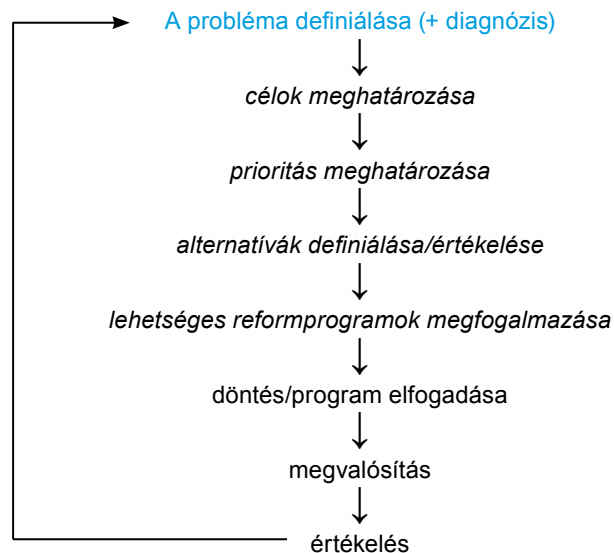 A probléma definiálása (+ diagnózis)
célok meghatározása
prioritás meghatározása
alternatívák definiálása/értékelése
lehetséges reformprogramok megfogalmazása
döntés/program elfogadása
megvalósítás
értékelés